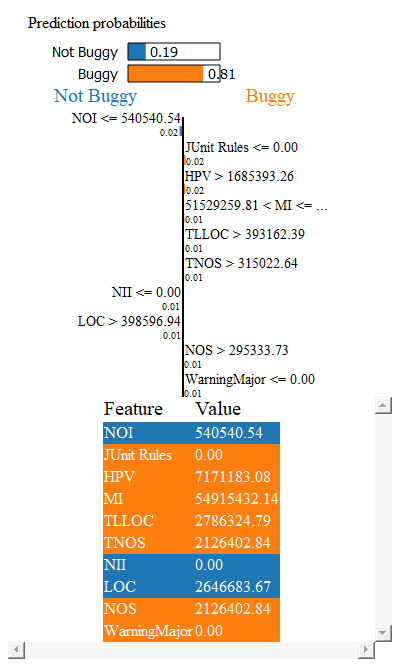 Prediction probabilities
Not Buggy 0.19
Buggy 0.81
Not Buggy Buggy
NOI <= 540540.54
0.02
JUnit Rules <= 0.00
0.02
HPV > 1685393.26
0.02
51529259.81 < MI <= ...
0.01
TLLOC > 393162.39
0.01
TNOS > 315022.64
0.01
NII <= 0.00
0.01
LOC > 398596.94
0.01
NOS > 295333.73
0.01
WarningMajor <= 0.00
0.01
Feature Value
NOI 540540.54
JUnit Rules 0.00
HPV 7171183.08
MI 54915432.14
TLLOC 2786324.79
TNOS 2126402.84
NII 0.00
LOC 2646683.67
NOS 2126402.84
WarningMajor 0.00